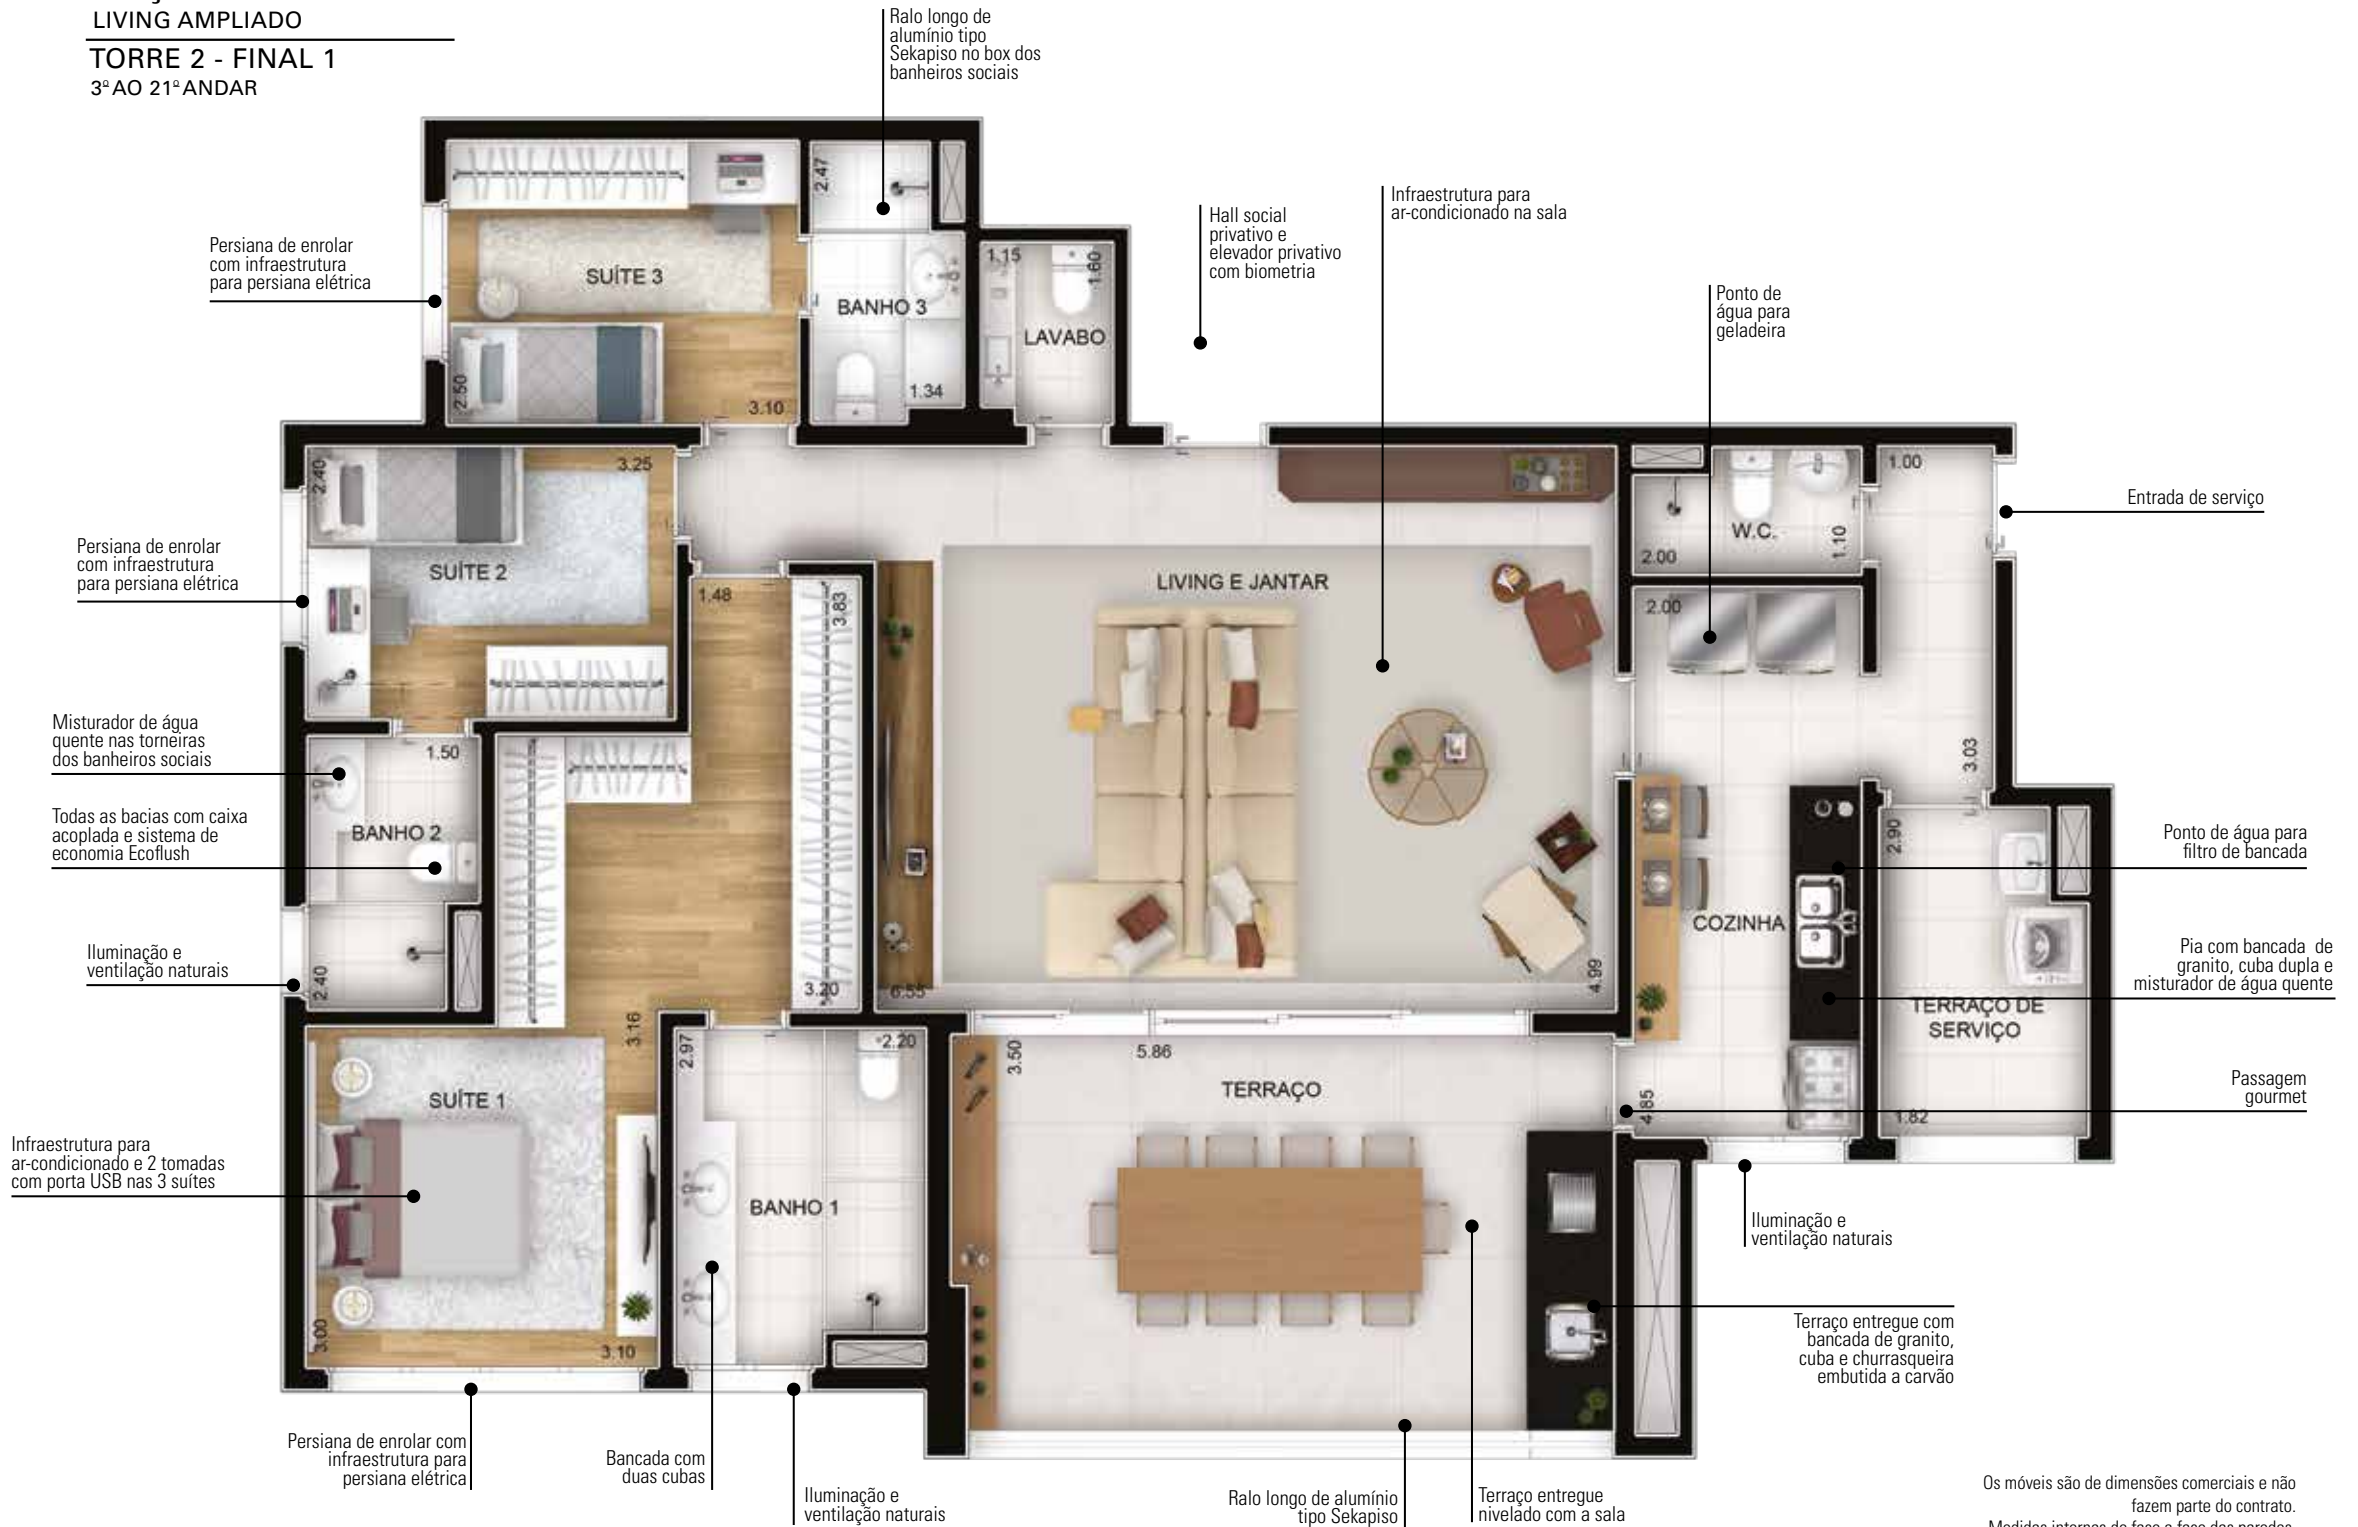 LIVING AMPLIADO
TORRE 2 - FINAL 1
3º AO 21º ANDAR
Ralo longo de
alumínio tipo
Sekapiso no box dos
banheiros sociais
Hall social
privativo e
elevador privativo
com biometria
Infraestrutura para
ar-condicionado na sala
Ponto de
água para
geladeira
Persiana de enrolar
com infraestrutura
para persiana elétrica
Persiana de enrolar
com infraestrutura
para persiana elétrica
Misturador de água
quente nas torneiras
dos banheiros sociais
Todas as bacias com caixa
acoplada e sistema de
economia Ecoflush
Iluminação e
ventilação naturais
Infraestrutura para
ar-condicionado e 2 tomadas
com porta USB nas 3 suítes
Persiana de enrolar com
infraestrutura para
persiana elétrica
Bancada com
duas cubas
Iluminação e
ventilação naturais
Ralo longo de alumínio
tipo Sekapiso
Terraço entregue
nivelado com a sala
Entrada de serviço
Ponto de água para
filtro de bancada
Pia com bancada de
granito, cuba dupla e
misturador de água quente
Passagem
gourmet
Iluminação e
ventilação naturais
Terraço entregue com
bancada de granito,
cuba e churrasqueira
embutida a carvão
SUÍTE 3
2.50
3.10
BANHO 3
2.47
1.34
LAVABO
1.15
1.60
SUÍTE 2
2.40
3.25
1.48
3.83
3.20
BANHO 2
1.50
2.40
SUÍTE 1
3.16
3.00
3.10
BANHO 1
2.97
2.20
LIVING E JANTAR
6.55
4.99
TERRAÇO
3.50
5.86
W.C.
2.00
1.10
1.00
2.00
3.03
COZINHA
4.85
TERRAÇO DE
SERVIÇO
2.90
1.82
Os móveis são de dimensões comerciais e não
fazem parte do contrato.
Medidas internas de face a face das paredes.